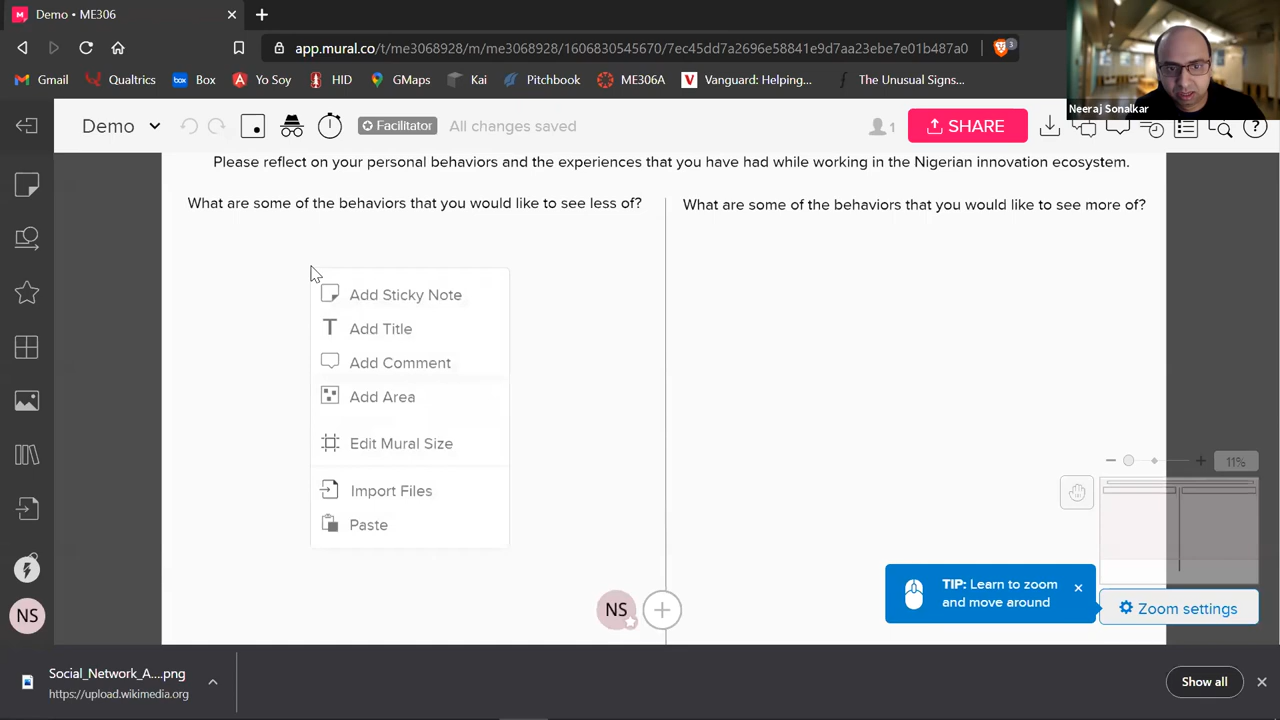 Demo • ME306
app.mural.co/t/me3068928/m/me3068928/1606830545670/7ec45dd7a2696e58841e9d7aa23ebe7e01b487a0
3
Gmail
Qualtrics
Box
Yo Soy
HID
GMaps
Kai
Pitchbook
ME306A
Vanguard: Helping...
The Unusual Signs...
Neeraj Sonalkar
Demo
Facilitator
All changes saved
1
SHARE
Please reflect on your personal behaviors and the experiences that you have had while working in the Nigerian innovation ecosystem.
What are some of the behaviors that you would like to see less of?
What are some of the behaviors that you would like to see more of?
Add Sticky Note
Add Title
Add Comment
Add Area
Edit Mural Size
Import Files
Paste
11%
TIP: Learn to zoom
and move around
Zoom settings
NS
NS
Social_Network_A....png
https://upload.wikimedia.org
Show all